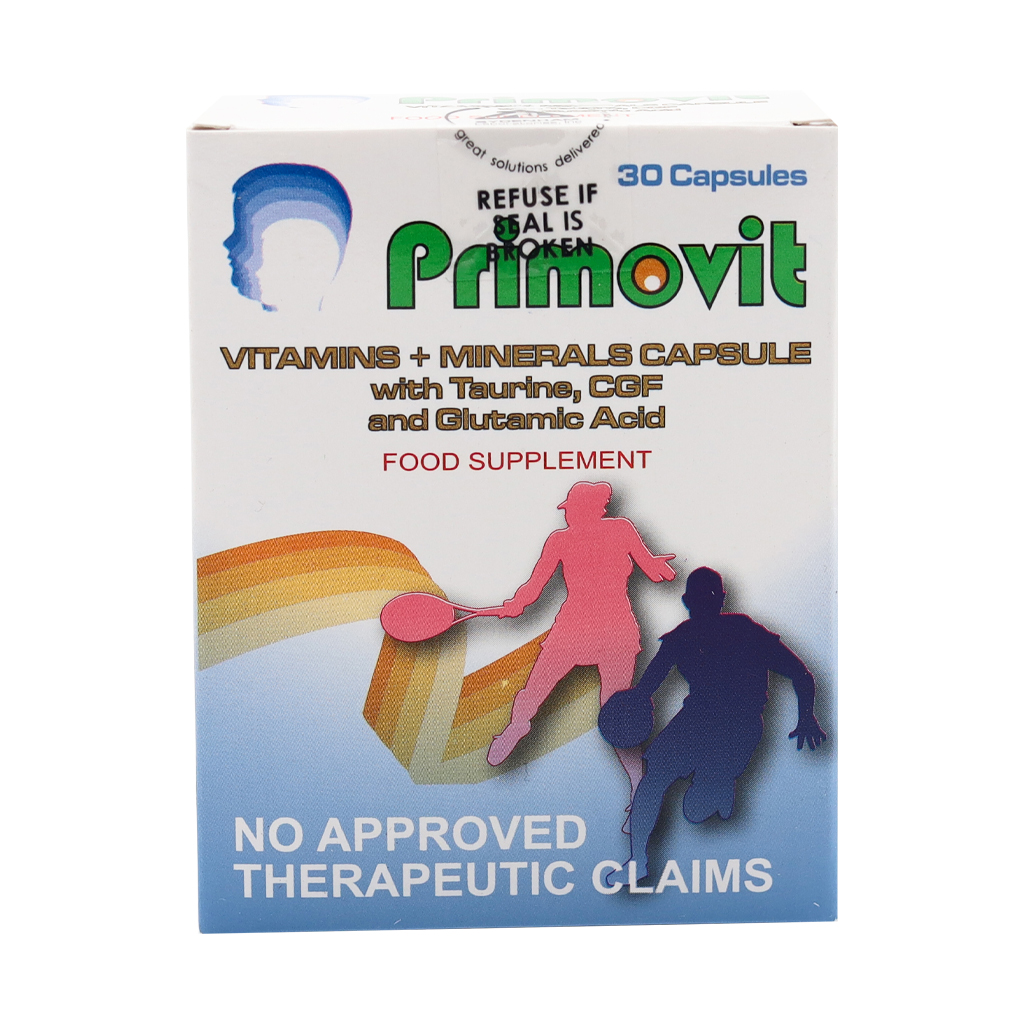 Primovit
great solutions delivered
30 Capsules
REFUSE IF
SEAL IS
BROKEN
Primovit
VITAMINS + MINERALS CAPSULE
with Taurine, CGF
and Glutamic Acid
FOOD SUPPLEMENT
NO APPROVED
THERAPEUTIC CLAIMS